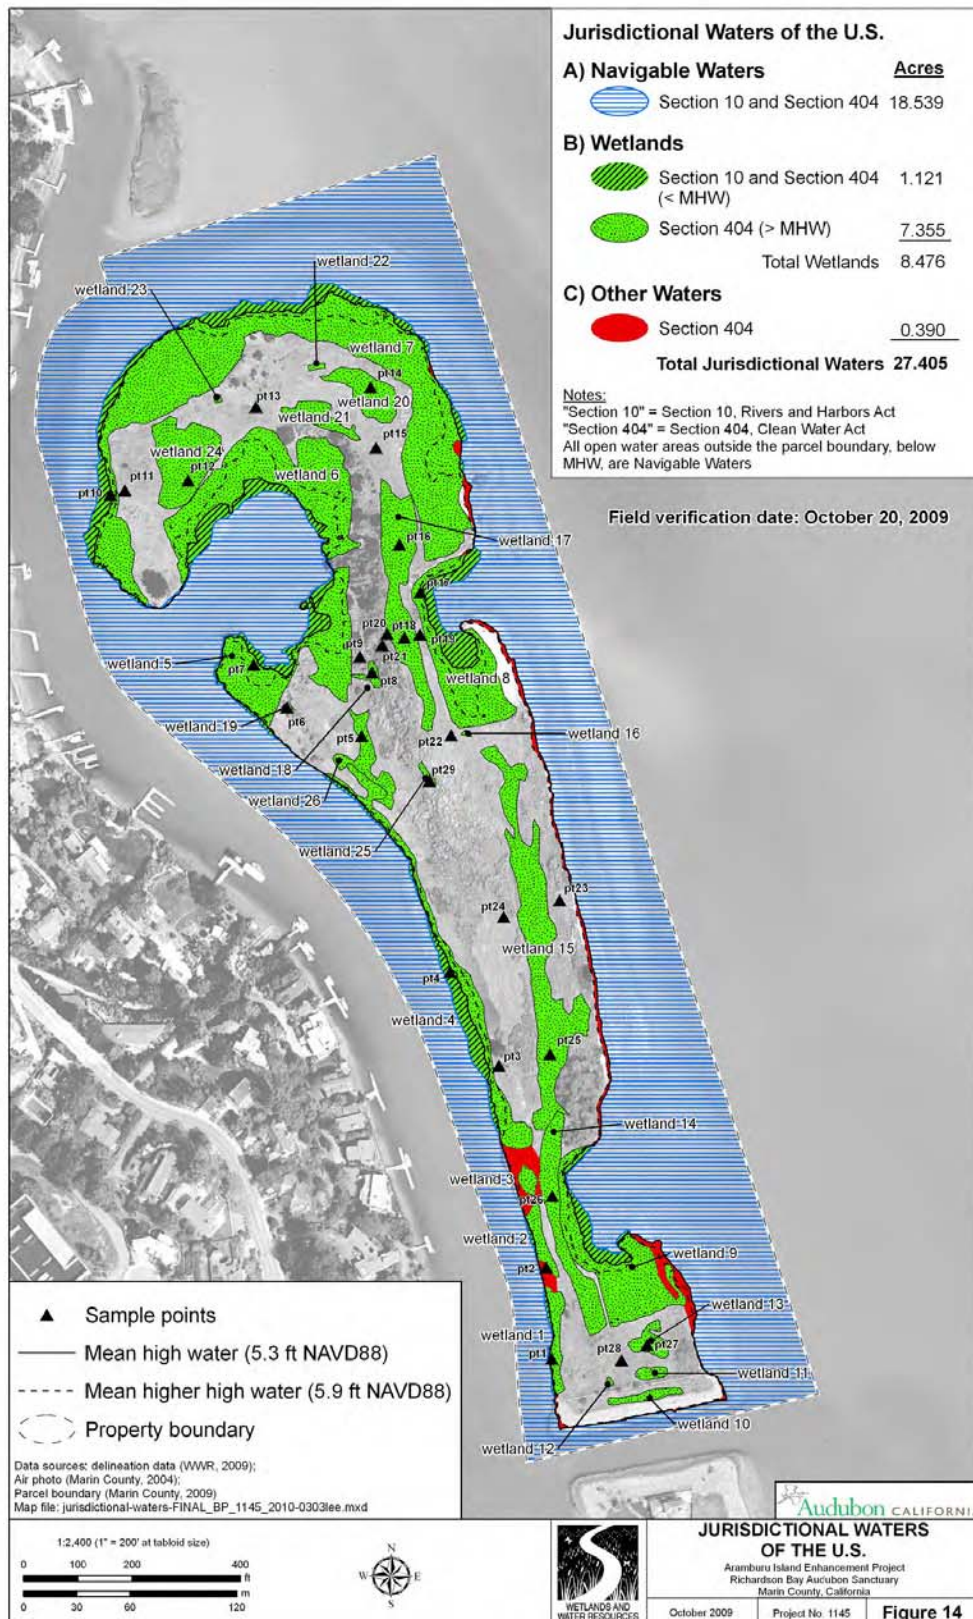 Jurisdictional Waters of the U.S.
A) Navigable Waters Acres
Section 10 and Section 404 18.539
B) Wetlands
Section 10 and Section 404 1.121
(< MHW)
Section 404 (> MHW) 7.355
Total Wetlands 8.476
C) Other Waters
Section 404 0.390
Total Jurisdictional Waters 27.405
Notes:
"Section 10" = Section 10, Rivers and Harbors Act
"Section 404" = Section 404, Clean Water Act
All open water areas outside the parcel boundary, below
MHW, are Navigable Waters
Field verification date: October 20, 2009
wetland 22
wetland 23
wetland 7
pt14
pt13
wetland 20
wetland 21
pt15
wetland 24
pt12
wetland 6
pt11
pt10
wetland 17
pt16
pt17
pt20
pt18
pt19
pt21
pt9
wetland 5
pt7
pt8
wetland 8
wetland 19
pt6
pt5
pt22
wetland 16
wetland 18
pt29
wetland 26
wetland 25
pt23
pt24
wetland 15
pt4
wetland 4
pt25
pt3
wetland 14
wetland 3
pt26
wetland 2
wetland 9
pt2
wetland 13
wetland 1
pt27
pt1
pt28
wetland 11
wetland 10
wetland 12
Sample points
Mean high water (5.3 ft NAVD88)
Mean higher high water (5.9 ft NAVD88)
Property boundary
Data sources: delineation data (WWR, 2009);
Air photo (Marin County, 2004);
Parcel boundary (Marin County, 2009)
Map file: jurisdictional-waters-FINAL_BP_1145_2010-0303lee.mxd
Audubon CALIFORNIA
1:2,400 (1" = 200' at tabloid size)
0 100 200 400
ft
m
0 30 60 120
N
W E
S
WETLANDS AND
WATER RESOURCES
JURISDICTIONAL WATERS
OF THE U.S.
Aramburu Island Enhancement Project
Richardson Bay Audubon Sanctuary
Marin County, California
October 2009 Project No. 1145 Figure 14